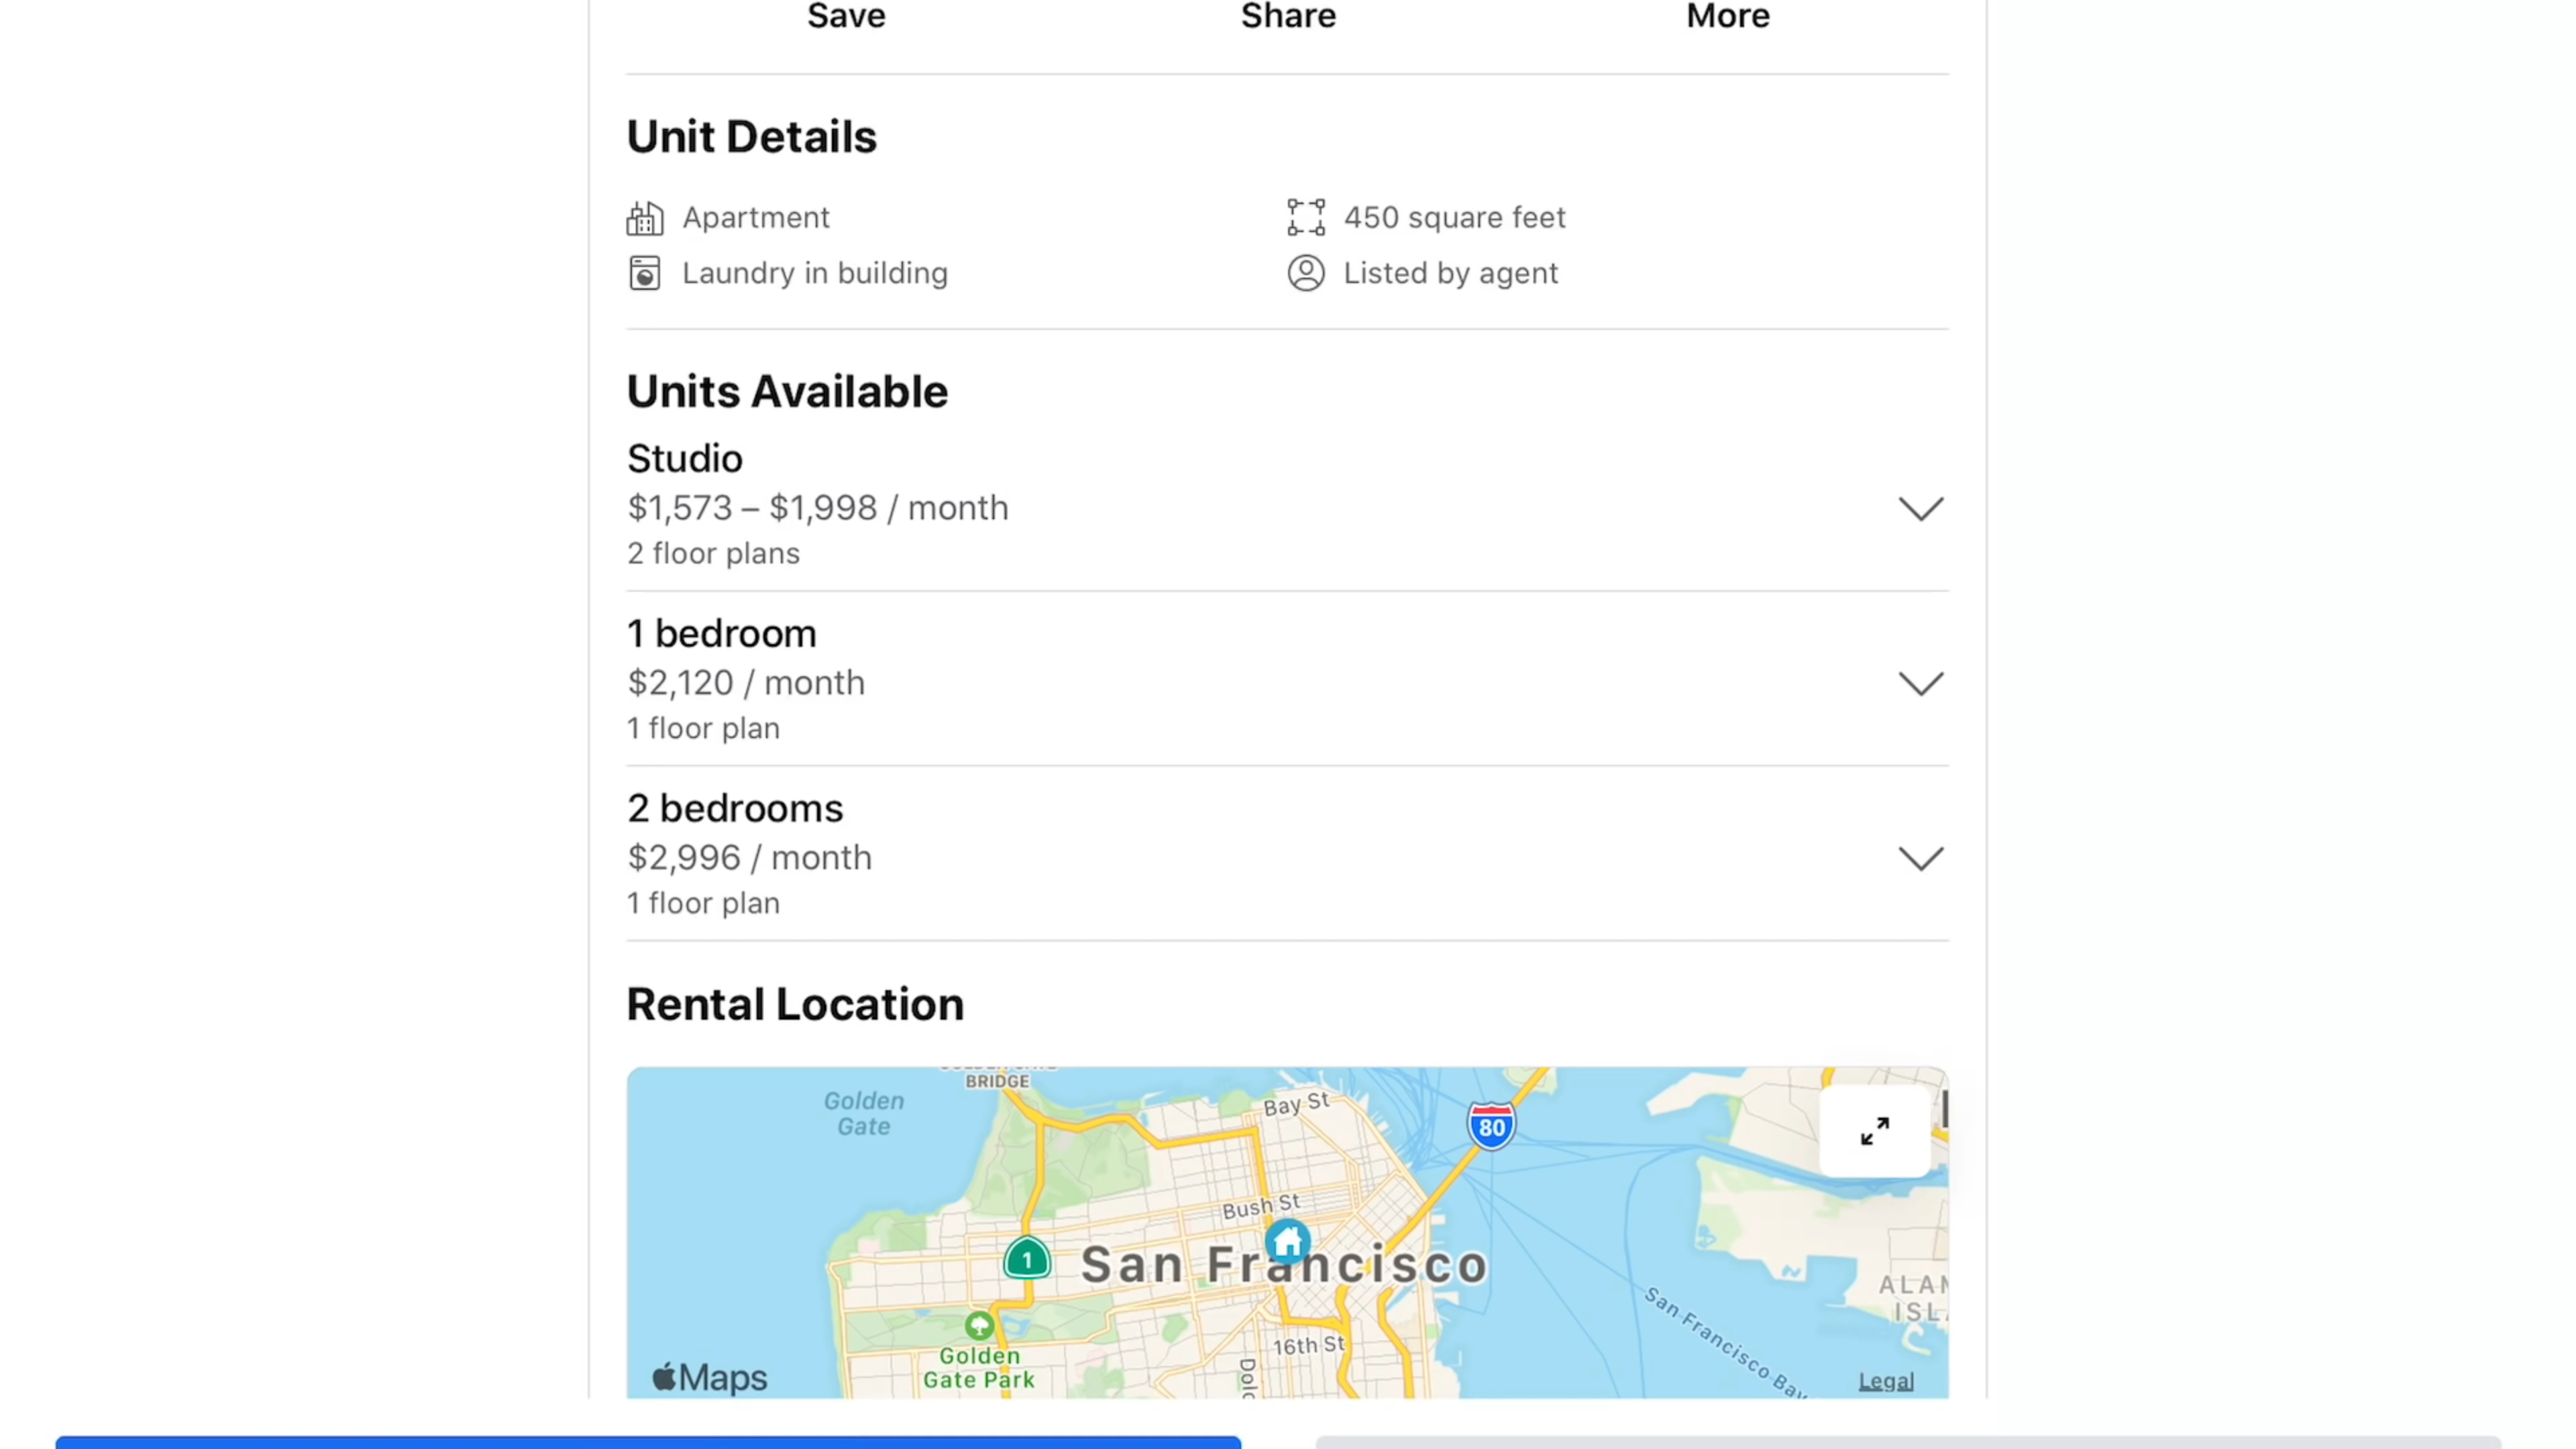 Save
Share
More
Unit Details
Apartment
450 square feet
Laundry in building
Listed by agent
Units Available
Studio
$1,573 – $1,998 / month
2 floor plans
1 bedroom
$2,120 / month
1 floor plan
2 bedrooms
$2,996 / month
1 floor plan
Rental Location
BRIDGE
Golden
Gate
Bay St
80
Bush St
1
San Francisco
16th St
Golden
Gate Park
San Francisco Bay
Maps
Legal